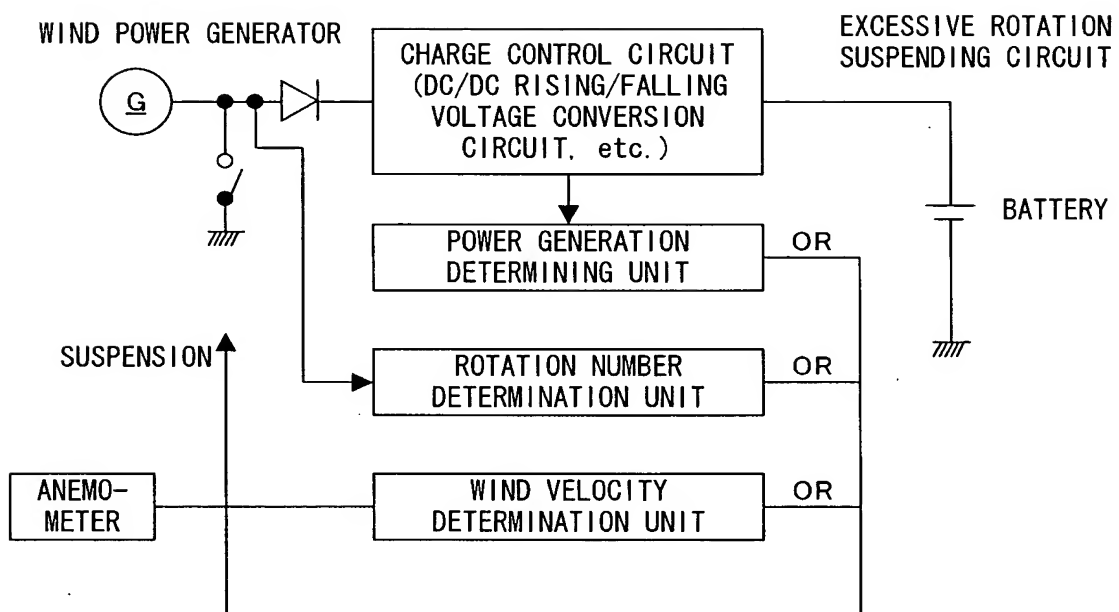 WIND POWER GENERATOR
EXCESSIVE ROTATION
SUSPENDING CIRCUIT
CHARGE CONTROL CIRCUIT
(DC/DC RISING/FALLING
VOLTAGE CONVERSION
CIRCUIT, etc.)
G
BATTERY
POWER GENERATION
DETERMINING UNIT
OR
SUSPENSION
ROTATION NUMBER
DETERMINATION UNIT
OR
ANEMO-
METER
WIND VELOCITY
DETERMINATION UNIT
OR